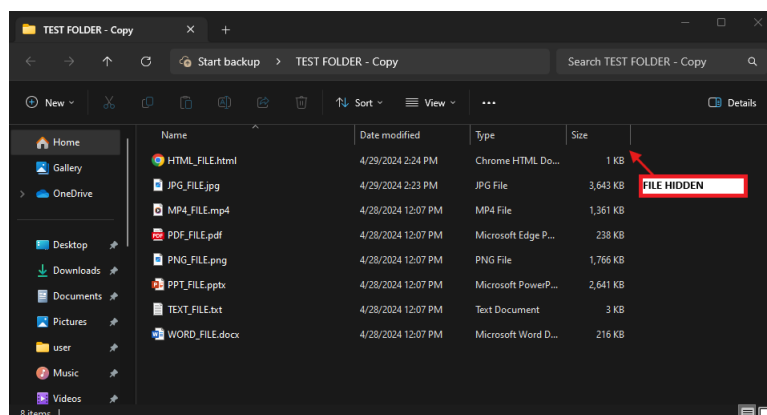 TEST FOLDER - Copy
Start backup > TEST FOLDER - Copy
Search TEST FOLDER - Copy
New
Sort
View
Details
Home
Gallery
OneDrive
Desktop
Downloads
Documents
Pictures
user
Music
Videos
Name Date modified Type Size
HTML_FILE.html 4/29/2024 2:24 PM Chrome HTML Do... 1 KB
JPG_FILE.jpg 4/29/2024 2:23 PM JPG File 3,643 KB
MP4_FILE.mp4 4/28/2024 12:07 PM MP4 File 1,361 KB
PDF_FILE.pdf 4/28/2024 12:07 PM Microsoft Edge P... 238 KB
PNG_FILE.png 4/28/2024 12:07 PM PNG File 1,766 KB
PPT_FILE.pptx 4/28/2024 12:07 PM Microsoft PowerP... 2,641 KB
TEXT_FILE.txt 4/28/2024 12:07 PM Text Document 3 KB
WORD_FILE.docx 4/28/2024 12:07 PM Microsoft Word D... 216 KB
FILE HIDDEN
8 items